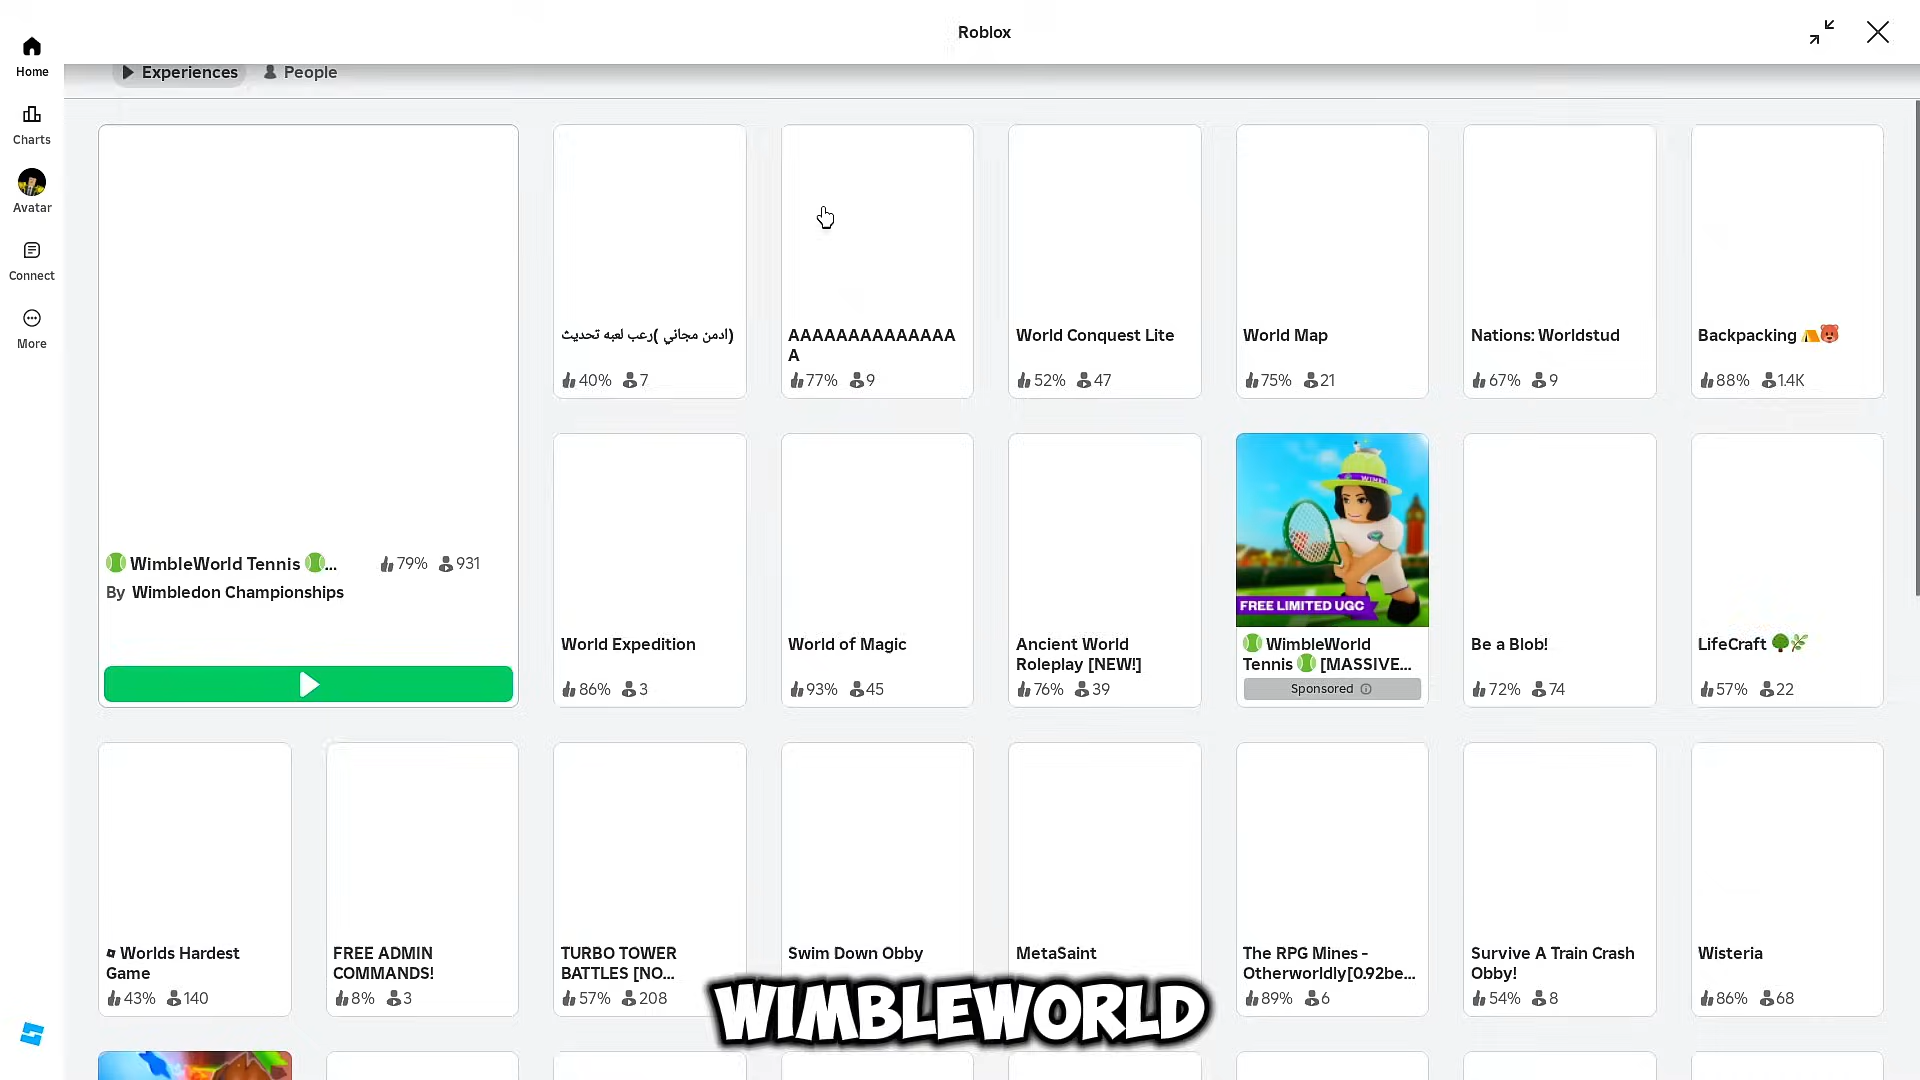 Roblox
Home
Charts
Avatar
Connect
More
Experiences
People
WimbleWorld Tennis ...
79% 931
By Wimbledon Championships
(ادمن مجاني )رعب لعبه تحديث
40% 7
AAAAAAAAAAAAAA
A
77% 9
World Conquest Lite
52% 47
World Map
75% 21
Nations: Worldstud
67% 9
Backpacking
88% 1.4K
World Expedition
86% 3
World of Magic
93% 45
Ancient World
Roleplay [NEW!]
76% 39
FREE LIMITED UGC
WimbleWorld
Tennis [MASSIVE...
Sponsored
Be a Blob!
72% 74
LifeCraft
57% 22
Worlds Hardest
Game
43% 140
FREE ADMIN
COMMANDS!
8% 3
TURBO TOWER
BATTLES [NO...
57% 208
Swim Down Obby
MetaSaint
The RPG Mines -
Otherworldly[0.92be...
89% 6
Survive A Train Crash
Obby!
54% 8
Wisteria
86% 68
WIMBLEWORLD